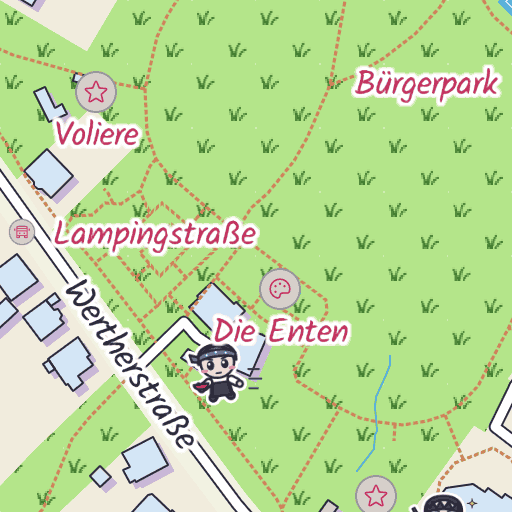 Bürgerpark
Voliere
Lampingstraße
Die Enten
Wertherstraße